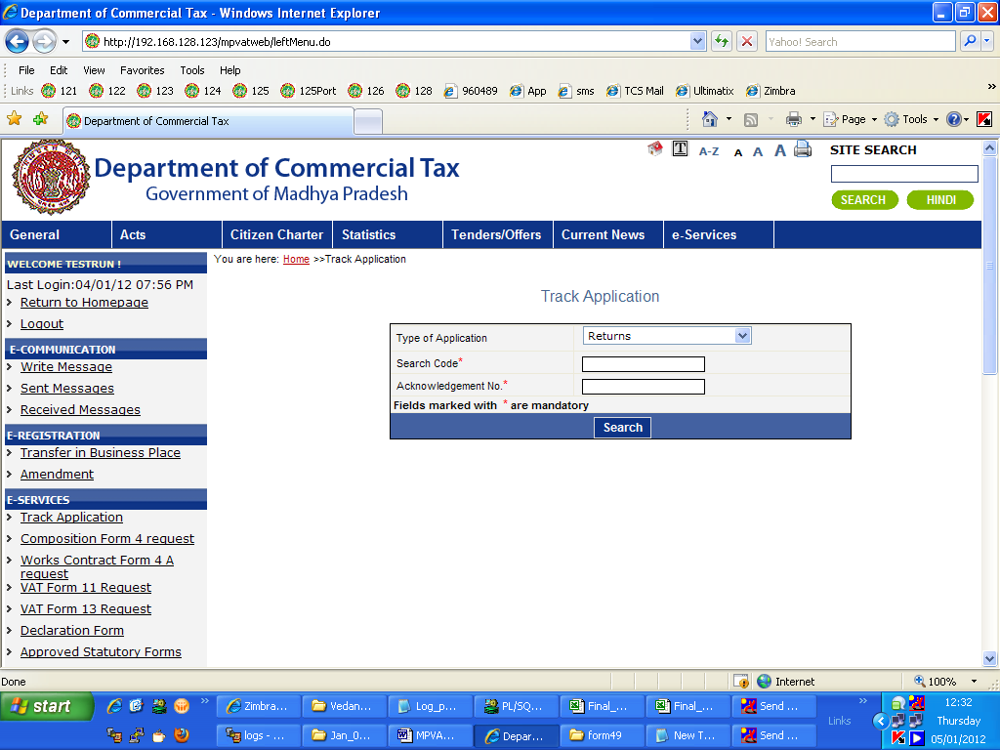 Department of Commercial Tax - Windows Internet Explorer
http://192.168.128.123/mpvatweb/leftMenu.do
Yahoo! Search
File Edit View Favorites Tools Help
Links 121 122 123 124 125 125Port 126 128 960489 App sms TCS Mail Ultimatix Zimbra »
Department of Commercial Tax
Page Tools
Department of Commercial Tax
Government of Madhya Pradesh
T A-Z A A A
SITE SEARCH
SEARCH HINDI
General Acts Citizen Charter Statistics Tenders/Offers Current News e-Services
WELCOME TESTRUN !
Last Login:04/01/12 07:56 PM
Return to Homepage
Logout
E-COMMUNICATION
Write Message
Sent Messages
Received Messages
E-REGISTRATION
Transfer in Business Place
Amendment
E-SERVICES
Track Application
Composition Form 4 request
Works Contract Form 4 A
request
VAT Form 11 Request
VAT Form 13 Request
Declaration Form
Approved Statutory Forms
You are here: Home >>Track Application
Track Application
Type of Application Returns
Search Code*
Acknowledgement No.*
Fields marked with * are mandatory
Search
Done Internet 100%
start » Zimbra... Vedan... Log_p... PL/SQ... Final_... Final_... Send ... » 12:32
Links Thursday
logs - ... Jan_0... MPVA... Depar... form49 New T... Send ... 05/01/2012